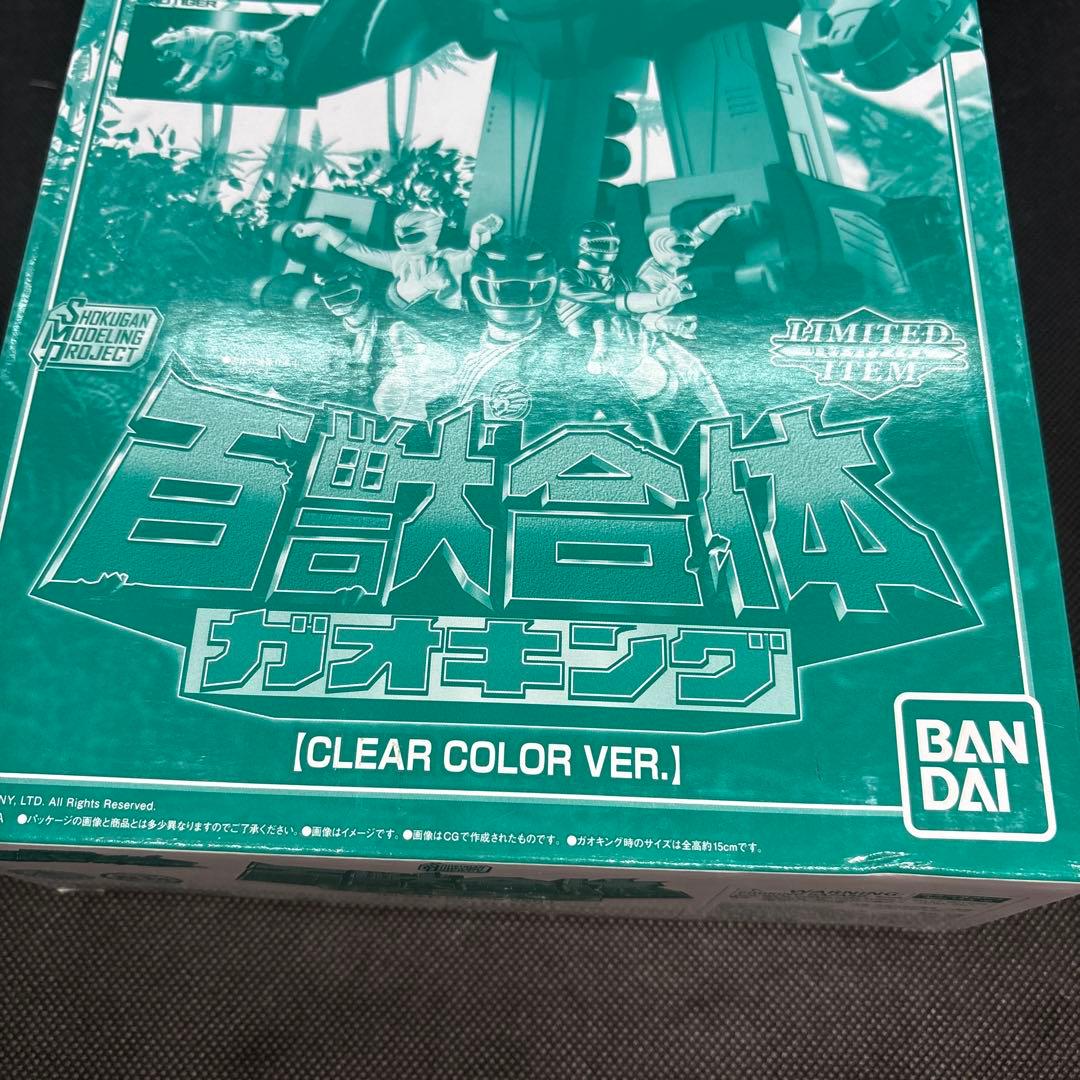 TIGER
SHOKUGAN
MODELING
PROJECT
LIMITED
ITEM
百獣合体
ガオキング
【CLEAR COLOR VER.】
BAN
DAI
NY, LTD. All Rights Reserved.
A ●パッケージの画像と商品とは多少異なりますのでご了承ください。●画像はイメージです。●画像はCGで作成されたものです。●ガオキング時のサイズは全高約15cmです。
WARNING